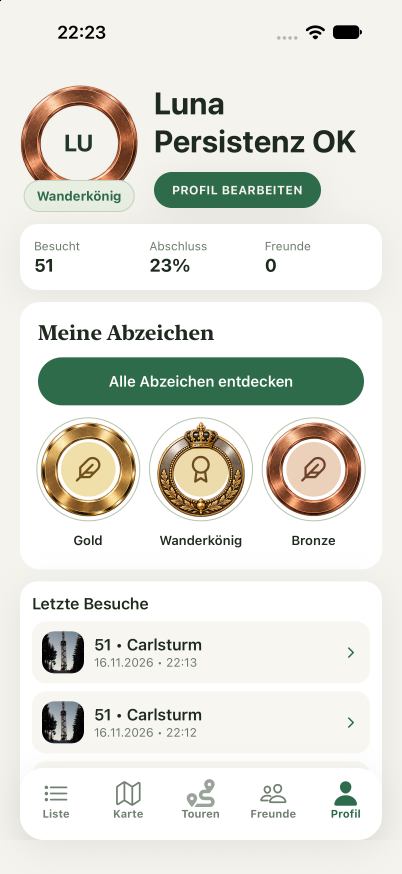 22:23
LU
Luna
Persistenz OK
Wanderkönig
PROFIL BEARBEITEN
Besucht
51
Abschluss
23%
Freunde
0
Meine Abzeichen
Alle Abzeichen entdecken
Gold
Wanderkönig
Bronze
Letzte Besuche
51 • Carlsturm
16.11.2026 • 22:13
51 • Carlsturm
16.11.2026 • 22:12
Liste
Karte
Touren
Freunde
Profil